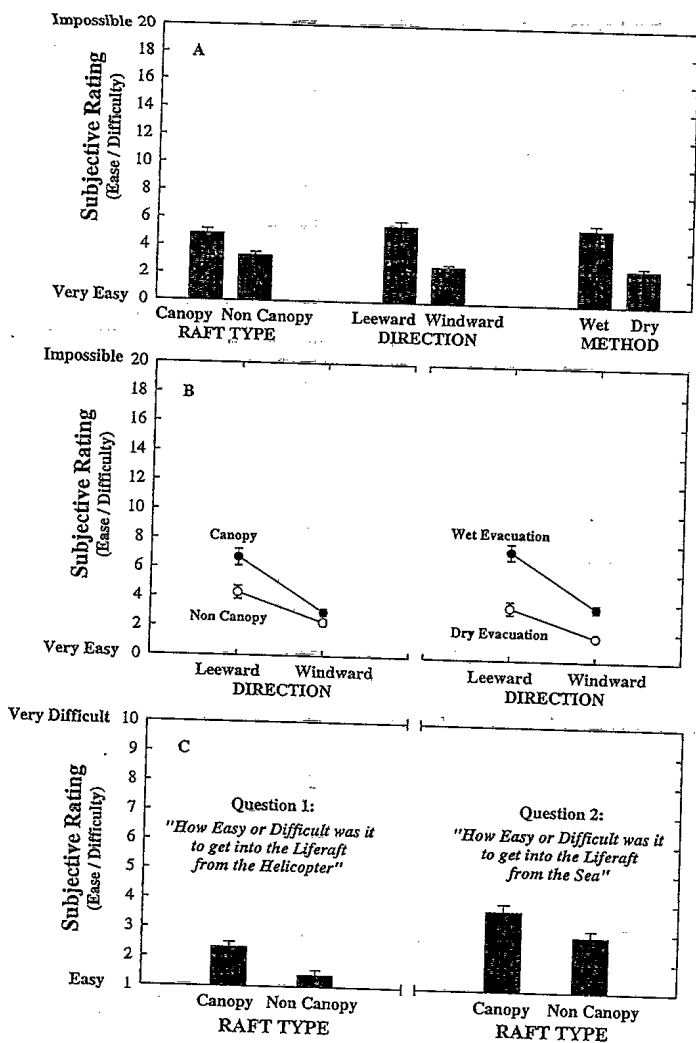 Impossible 20
18
16
14
12
10
8
6
4
2
Very Easy 0
Subjective Rating
(Ease / Difficulty)
A
Canopy Non Canopy
RAFT TYPE
Leeward Windward
DIRECTION
Wet Dry
METHOD
Impossible 20
18
16
14
12
10
8
6
4
2
Very Easy 0
Subjective Rating
(Ease / Difficulty)
B
Canopy
Non Canopy
Wet Evacuation
Dry Evacuation
Leeward Windward
DIRECTION
Leeward Windward
DIRECTION
Very Difficult 10
9
8
7
6
5
4
3
2
Easy 1
Subjective Rating
(Ease / Difficulty)
C
Question 1:
"How Easy or Difficult was it
to get into the Liferaft
from the Helicopter"
Question 2:
"How Easy or Difficult was it
to get into the Liferaft
from the Sea"
Canopy Non Canopy
RAFT TYPE
Canopy Non Canopy
RAFT TYPE